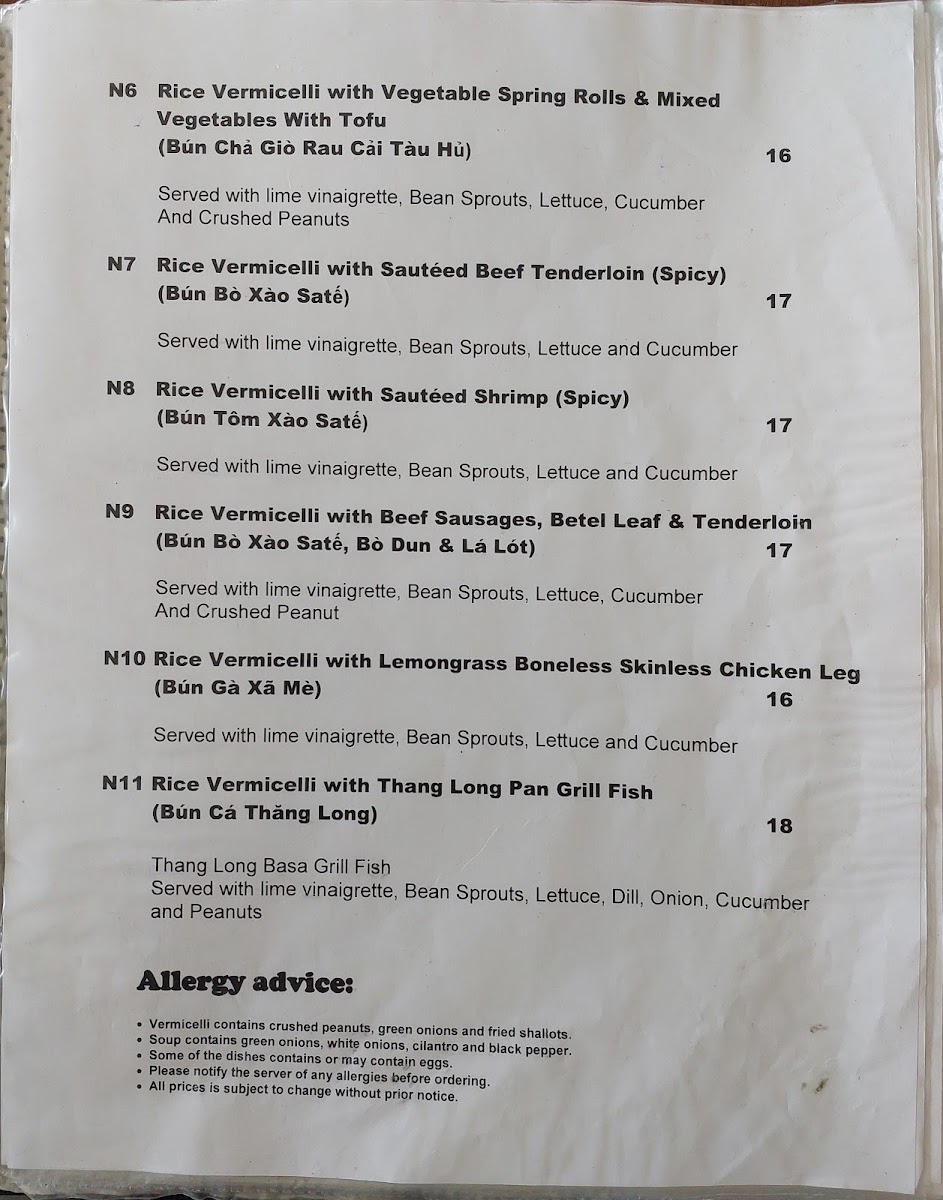 N6 Rice Vermicelli with Vegetable Spring Rolls & Mixed
Vegetables With Tofu
(Bún Chả Giò Rau Cải Tàu Hủ) 16
Served with lime vinaigrette, Bean Sprouts, Lettuce, Cucumber
And Crushed Peanuts
N7 Rice Vermicelli with Sautéed Beef Tenderloin (Spicy)
(Bún Bò Xào Satế) 17
Served with lime vinaigrette, Bean Sprouts, Lettuce and Cucumber
N8 Rice Vermicelli with Sautéed Shrimp (Spicy)
(Bún Tôm Xào Satế) 17
Served with lime vinaigrette, Bean Sprouts, Lettuce and Cucumber
N9 Rice Vermicelli with Beef Sausages, Betel Leaf & Tenderloin
(Bún Bò Xào Satế, Bò Dun & Lá Lót) 17
Served with lime vinaigrette, Bean Sprouts, Lettuce, Cucumber
And Crushed Peanut
N10 Rice Vermicelli with Lemongrass Boneless Skinless Chicken Leg
(Bún Gà Xã Mè) 16
Served with lime vinaigrette, Bean Sprouts, Lettuce and Cucumber
N11 Rice Vermicelli with Thang Long Pan Grill Fish
(Bún Cá Thăng Long) 18
Thang Long Basa Grill Fish
Served with lime vinaigrette, Bean Sprouts, Lettuce, Dill, Onion, Cucumber
and Peanuts
Allergy advice:
• Vermicelli contains crushed peanuts, green onions and fried shallots.
• Soup contains green onions, white onions, cilantro and black pepper.
• Some of the dishes contains or may contain eggs.
• Please notify the server of any allergies before ordering.
• All prices is subject to change without prior notice.